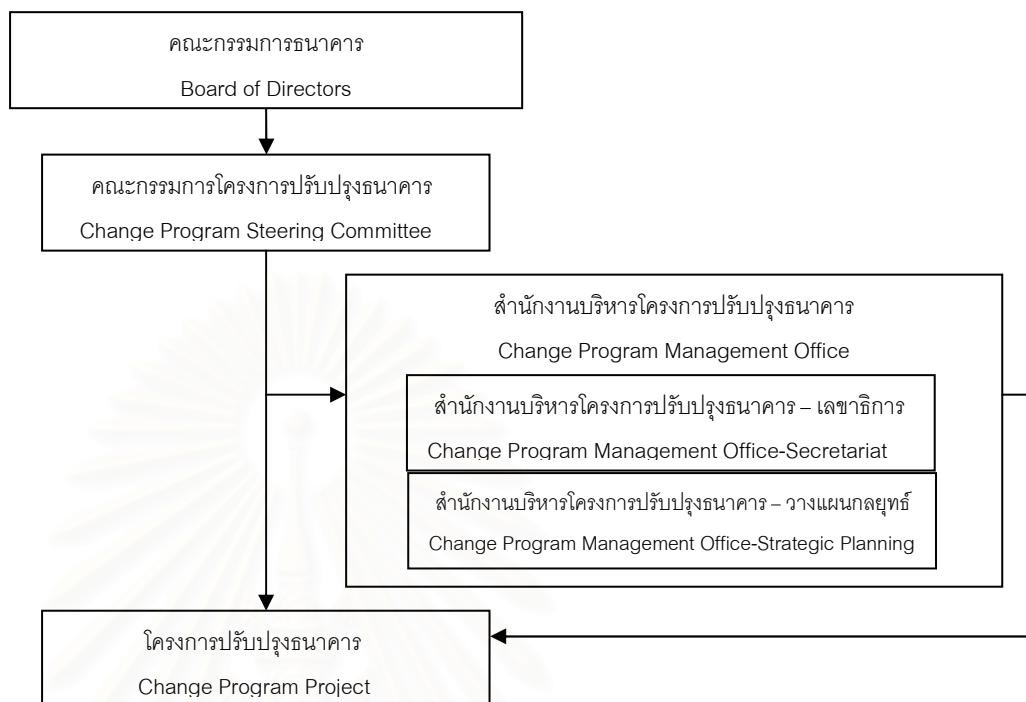 คณะกรรมการธนาคาร
Board of Directors
คณะกรรมการโครงการปรับปรุงธนาคาร
Change Program Steering Committee
สำนักงานบริหารโครงการปรับปรุงธนาคาร
Change Program Management Office
สำนักงานบริหารโครงการปรับปรุงธนาคาร – เลขาธิการ
Change Program Management Office-Secretariat
สำนักงานบริหารโครงการปรับปรุงธนาคาร – วางแผนกลยุทธ์
Change Program Management Office-Strategic Planning
โครงการปรับปรุงธนาคาร
Change Program Project